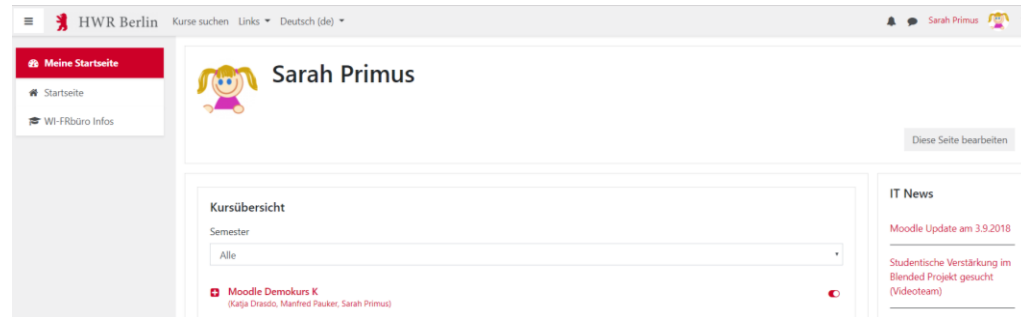 HWR Berlin Kurse suchen Links Deutsch (de) Sarah Primus
Meine Startseite
Startseite
WI-FRbüro Infos
Sarah Primus
Diese Seite bearbeiten
Kursübersicht
Semester
Alle
Moodle Demokurs K
(Katja Drasdo, Manfred Pauker, Sarah Primus)
IT News
Moodle Update am 3.9.2018
Studentische Verstärkung im
Blended Projekt gesucht
(Videoteam)